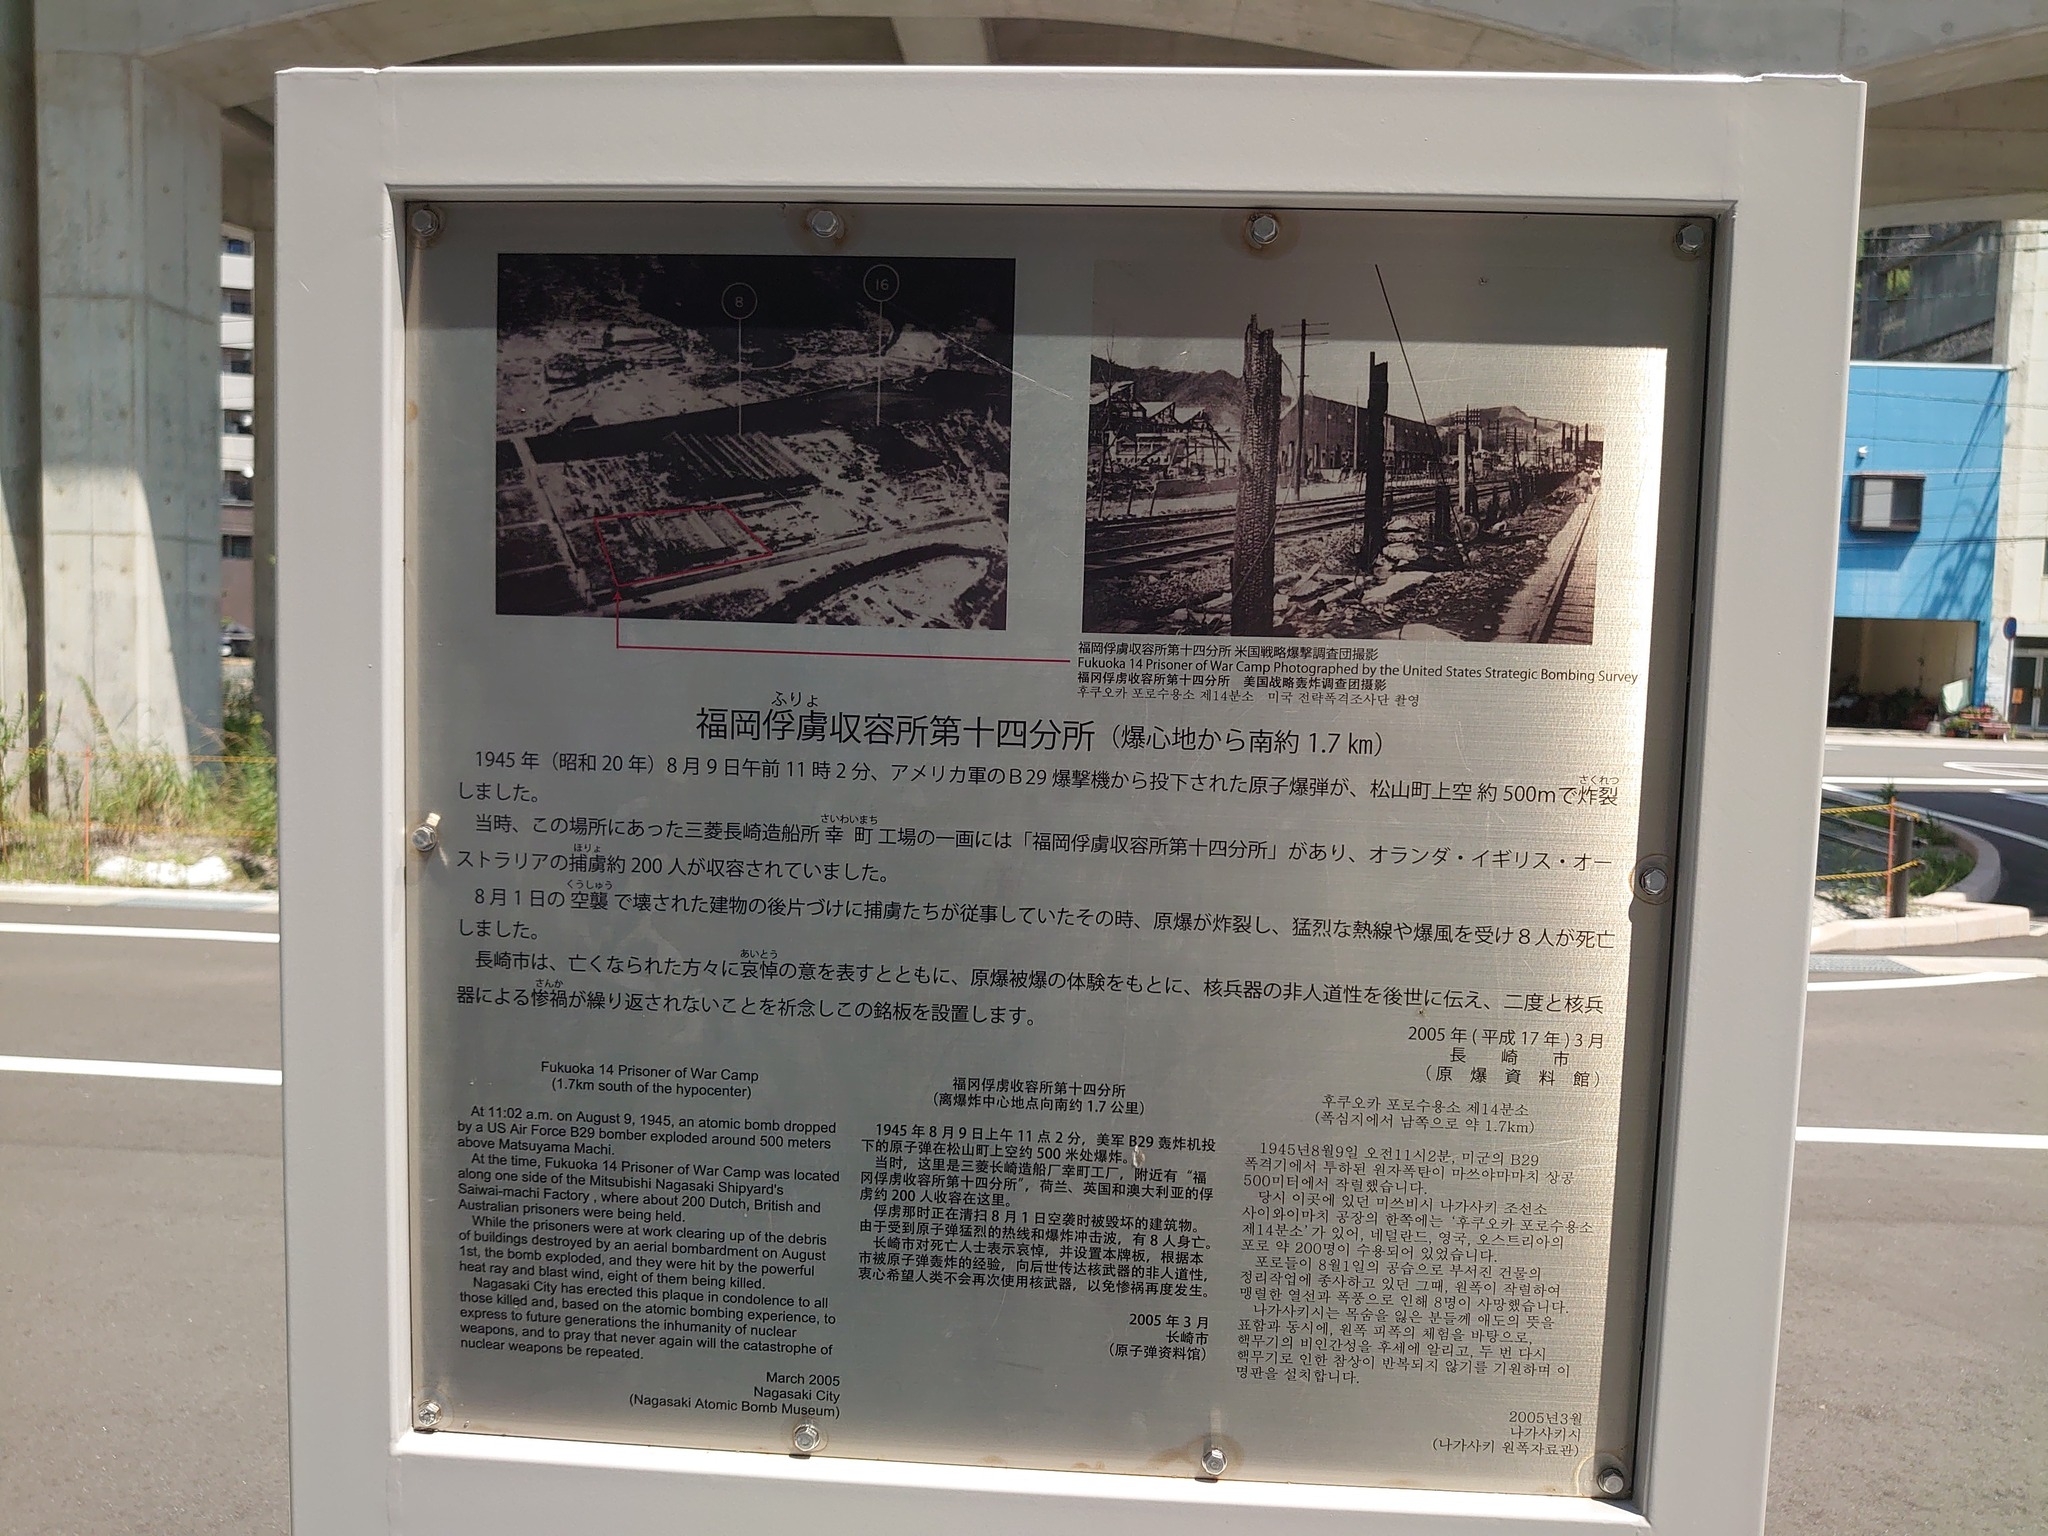 8
16
福岡俘虜収容所第十四分所 米国戦略爆撃調査団撮影
Fukuoka 14 Prisoner of War Camp Photographed by the United States Strategic Bombing Survey
福冈俘虏收容所第十四分所　美国战略轰炸调查团摄影
후쿠오카 포로수용소 제14분소　미국 전략폭격조사단 촬영
ふりょ
福岡俘虜収容所第十四分所（爆心地から南約 1.7 km）
1945 年（昭和 20 年）8 月 9 日午前 11 時 2 分、アメリカ軍のB 29 爆撃機から投下された原子爆弾が、松山町上空 約 500mで炸裂
さくれつ
しました。
さいわいまち
当時、この場所にあった三菱長崎造船所 幸 町 工場の一画には「福岡俘虜収容所第十四分所」があり、オランダ・イギリス・オー
ほりょ
ストラリアの捕虜約 200 人が収容されていました。
くうしゅう
8 月 1 日の 空襲 で壊された建物の後片づけに捕虜たちが従事していたその時、原爆が炸裂し、猛烈な熱線や爆風を受け 8 人が死亡
しました。
あいとう
長崎市は、亡くなられた方々に哀悼の意を表すとともに、原爆被爆の体験をもとに、核兵器の非人道性を後世に伝え、二度と核兵
さんか
器による惨禍が繰り返されないことを祈念しこの銘板を設置します。
2005 年 ( 平成 17 年 ) 3 月
長　崎　市
（原 爆 資 料 館）
Fukuoka 14 Prisoner of War Camp
(1.7km south of the hypocenter)
At 11:02 a.m. on August 9, 1945, an atomic bomb dropped
by a US Air Force B29 bomber exploded around 500 meters
above Matsuyama Machi.
At the time, Fukuoka 14 Prisoner of War Camp was located
along one side of the Mitsubishi Nagasaki Shipyard's
Saiwai-machi Factory , where about 200 Dutch, British and
Australian prisoners were being held.
While the prisoners were at work clearing up of the debris
of buildings destroyed by an aerial bombardment on August
1st, the bomb exploded, and they were hit by the powerful
heat ray and blast wind, eight of them being killed.
Nagasaki City has erected this plaque in condolence to all
those killed and, based on the atomic bombing experience, to
express to future generations the inhumanity of nuclear
weapons, and to pray that never again will the catastrophe of
nuclear weapons be repeated.
March 2005
Nagasaki City
(Nagasaki Atomic Bomb Museum)
福冈俘虏收容所第十四分所
（离爆炸中心地点向南约 1.7 公里）
1945 年 8 月 9 日上午 11 点 2 分，美军 B29 轰炸机投
下的原子弹在松山町上空约 500 米处爆炸。
当时，这里是三菱长崎造船厂幸町工厂，附近有“福
冈俘虏收容所第十四分所”，荷兰、英国和澳大利亚的俘
虏约 200 人收容在这里。
俘虏那时正在清扫 8 月 1 日空袭时被毁坏的建筑物。
由于受到原子弹猛烈的热线和爆炸冲击波，有 8 人身亡。
长崎市对死亡人士表示哀悼，并设置本牌板，根据本
市被原子弹轰炸的经验，向后世传达核武器的非人道性，
衷心希望人类不会再次使用核武器，以免惨祸再度发生。
2005 年 3 月
长崎市
（原子弹资料馆）
후쿠오카 포로수용소 제14분소
(폭심지에서 남쪽으로 약 1.7km)
1945년8월9일 오전11시2분, 미군의 B29
폭격기에서 투하된 원자폭탄이 마쓰야마마치 상공
500미터에서 작렬했습니다.
당시 이곳에 있던 미쓰비시 나가사키 조선소
사이와이마치 공장의 한쪽에는 ‘후쿠오카 포로수용소
제14분소’가 있어, 네덜란드, 영국, 오스트리아의
포로 약 200명이 수용되어 있었습니다.
포로들이 8월1일의 공습으로 부서진 건물의
정리작업에 종사하고 있던 그때, 원폭이 작렬하여
맹렬한 열선과 폭풍으로 인해 8명이 사망했습니다.
나가사키시는 목숨을 잃은 분들께 애도의 뜻을
표함과 동시에, 원폭 피폭의 체험을 바탕으로,
핵무기의 비인간성을 후세에 알리고, 두 번 다시
핵무기로 인한 참상이 반복되지 않기를 기원하며 이
명판을 설치합니다.
2005년3월
나가사키시
(나가사키 원폭자료관)